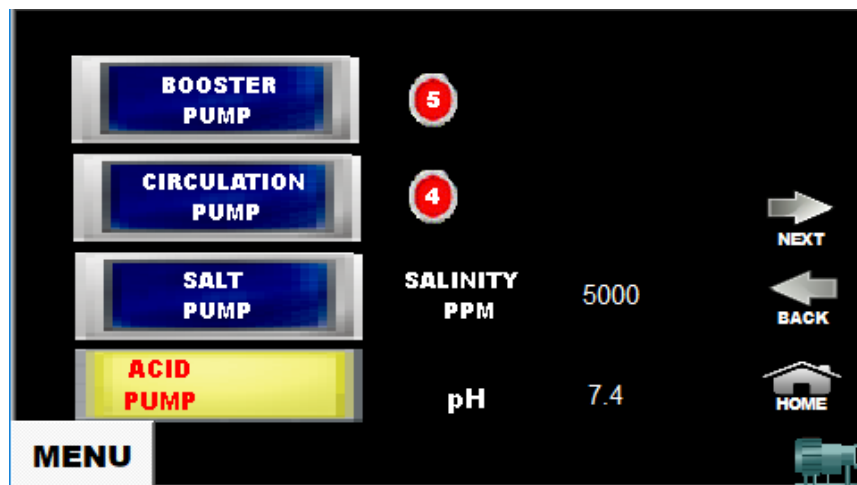 BOOSTER
PUMP
5
CIRCULATION
PUMP
4
NEXT
SALT
PUMP
SALINITY
PPM
5000
BACK
ACID
PUMP
pH
7.4
HOME
MENU